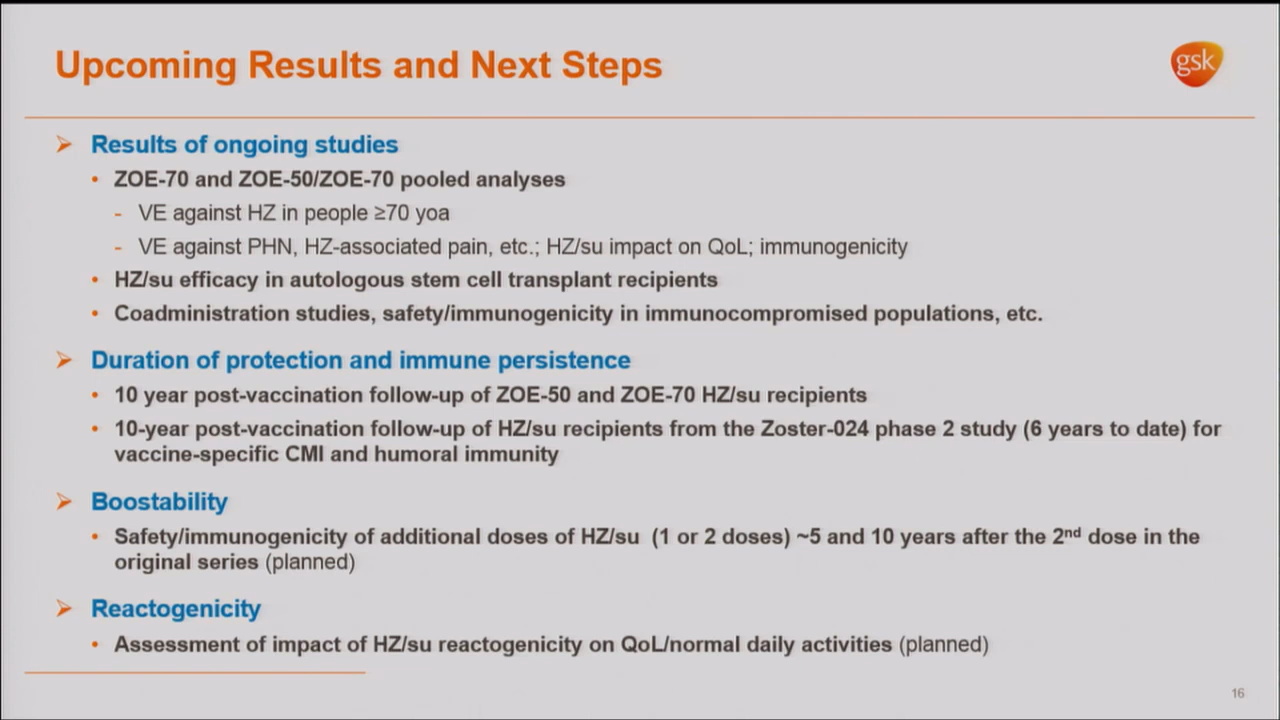 Upcoming Results and Next Steps
gsk
➢ Results of ongoing studies
• ZOE-70 and ZOE-50/ZOE-70 pooled analyses
- VE against HZ in people ≥70 yoa
- VE against PHN, HZ-associated pain, etc.; HZ/su impact on QoL; immunogenicity
• HZ/su efficacy in autologous stem cell transplant recipients
• Coadministration studies, safety/immunogenicity in immunocompromised populations, etc.
➢ Duration of protection and immune persistence
• 10 year post-vaccination follow-up of ZOE-50 and ZOE-70 HZ/su recipients
• 10-year post-vaccination follow-up of HZ/su recipients from the Zoster-024 phase 2 study (6 years to date) for
vaccine-specific CMI and humoral immunity
➢ Boostability
• Safety/immunogenicity of additional doses of HZ/su (1 or 2 doses) ~5 and 10 years after the 2nd dose in the
original series (planned)
➢ Reactogenicity
• Assessment of impact of HZ/su reactogenicity on QoL/normal daily activities (planned)
16